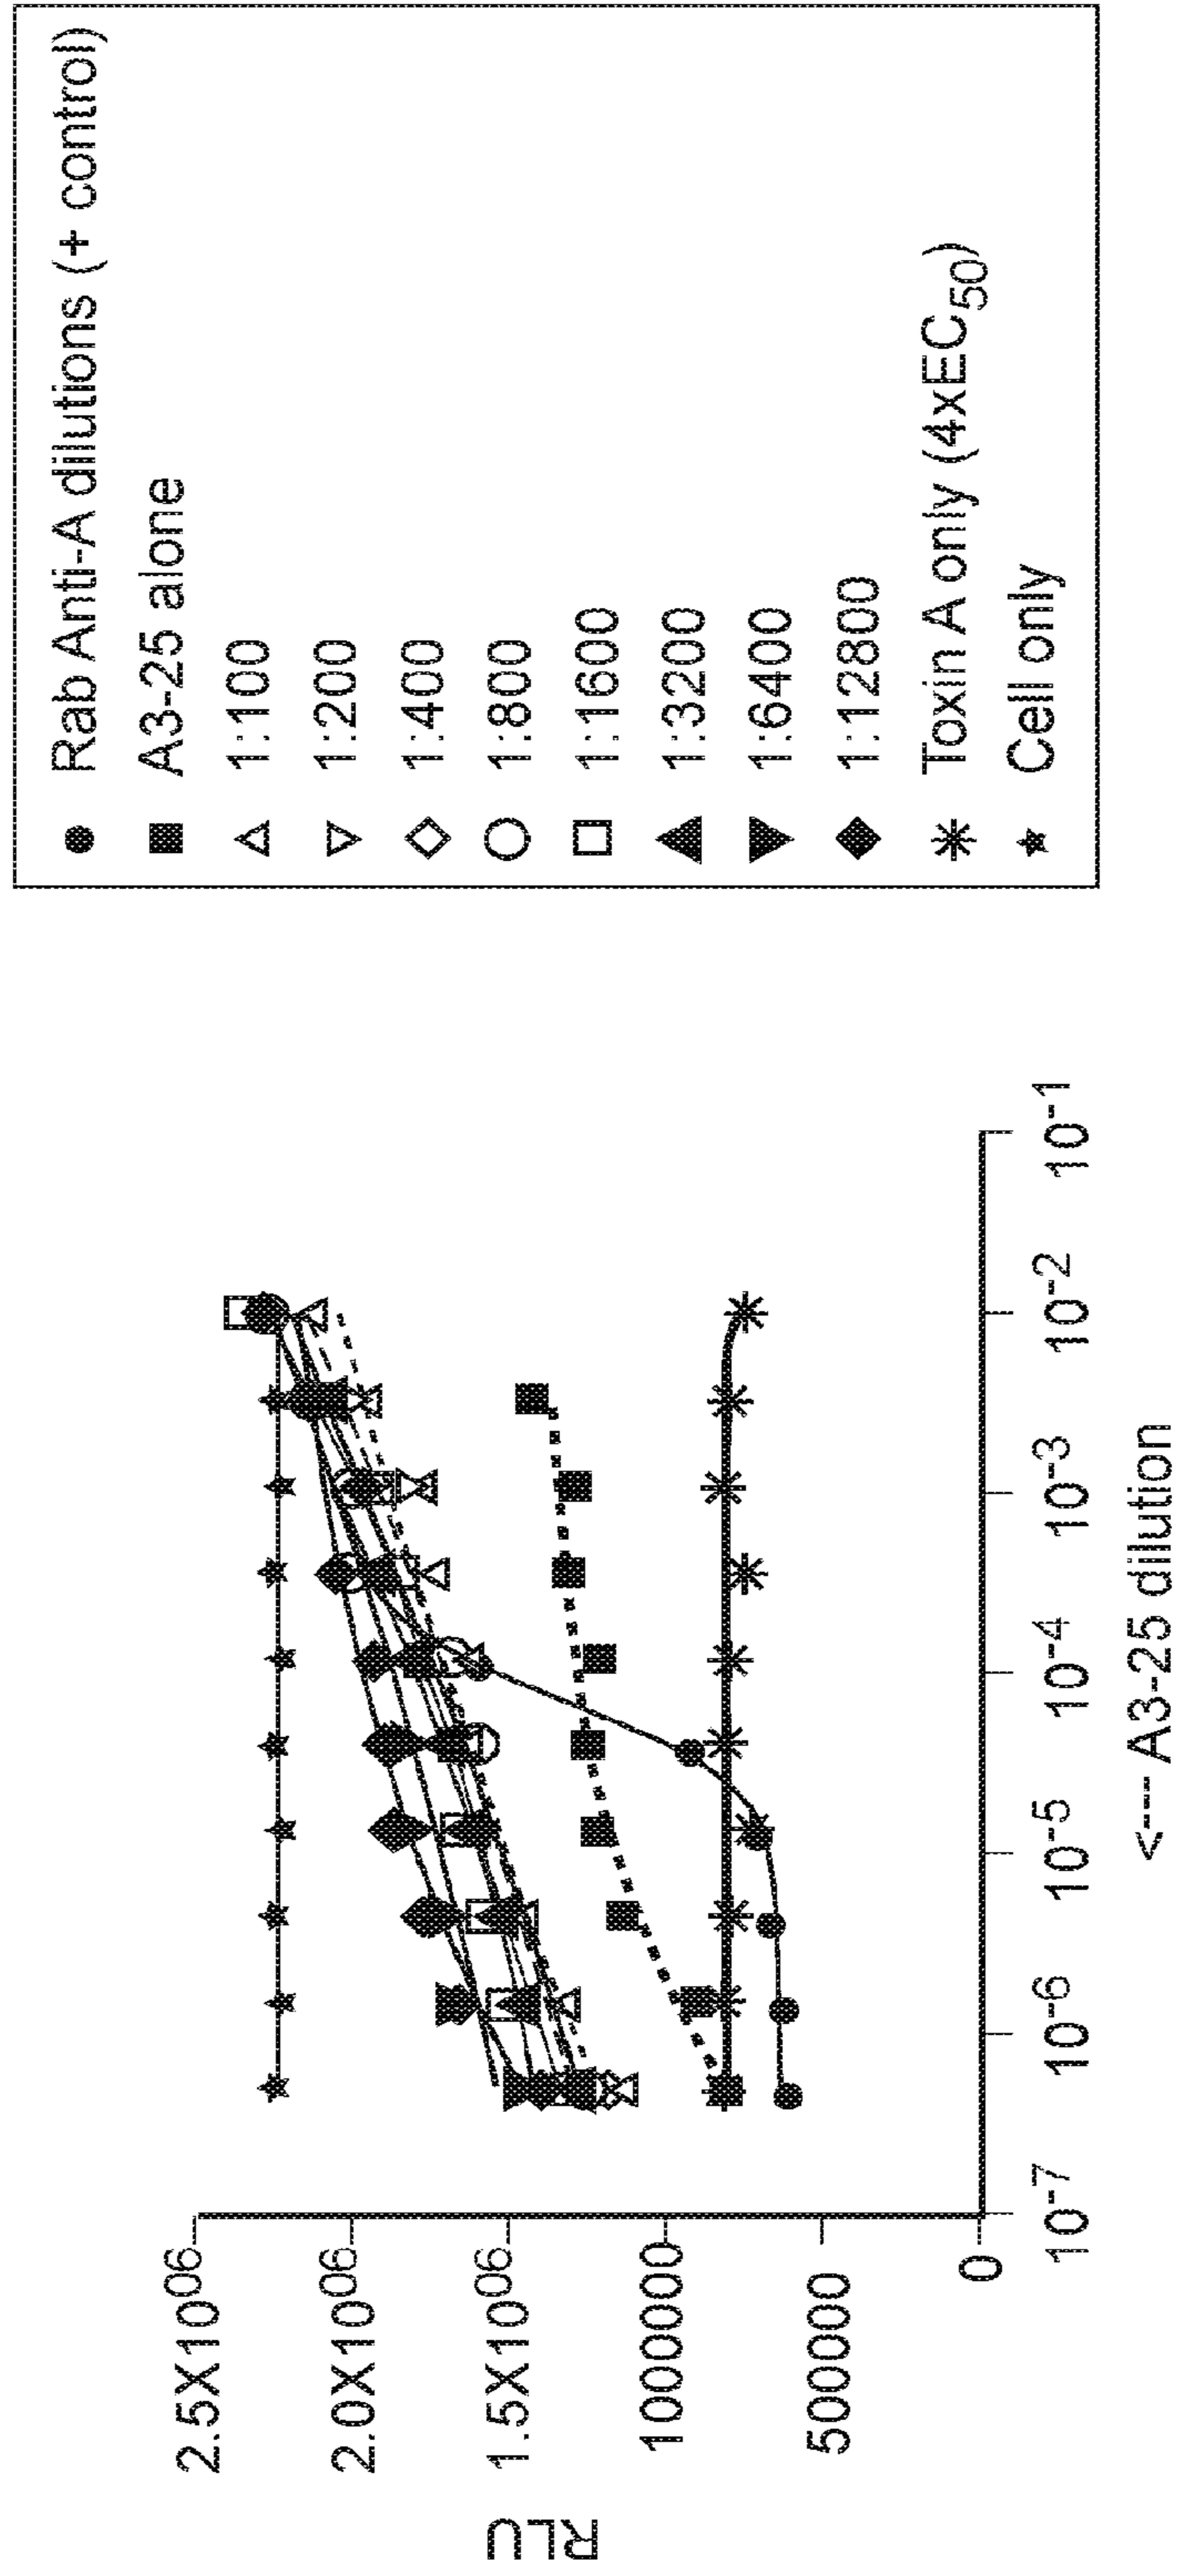 RLU
2.5X10⁰⁶
2.0X10⁰⁶
1.5X10⁰⁶
1000000
500000
0
10⁻⁷ 10⁻⁶ 10⁻⁵ 10⁻⁴ 10⁻³ 10⁻² 10⁻¹
<--- A3-25 dilution
Rab Anti-A dilutions (+ control)
A3-25 alone
1:100
1:200
1:400
1:800
1:1600
1:3200
1:6400
1:12800
Toxin A only (4xEC₅₀)
Cell only